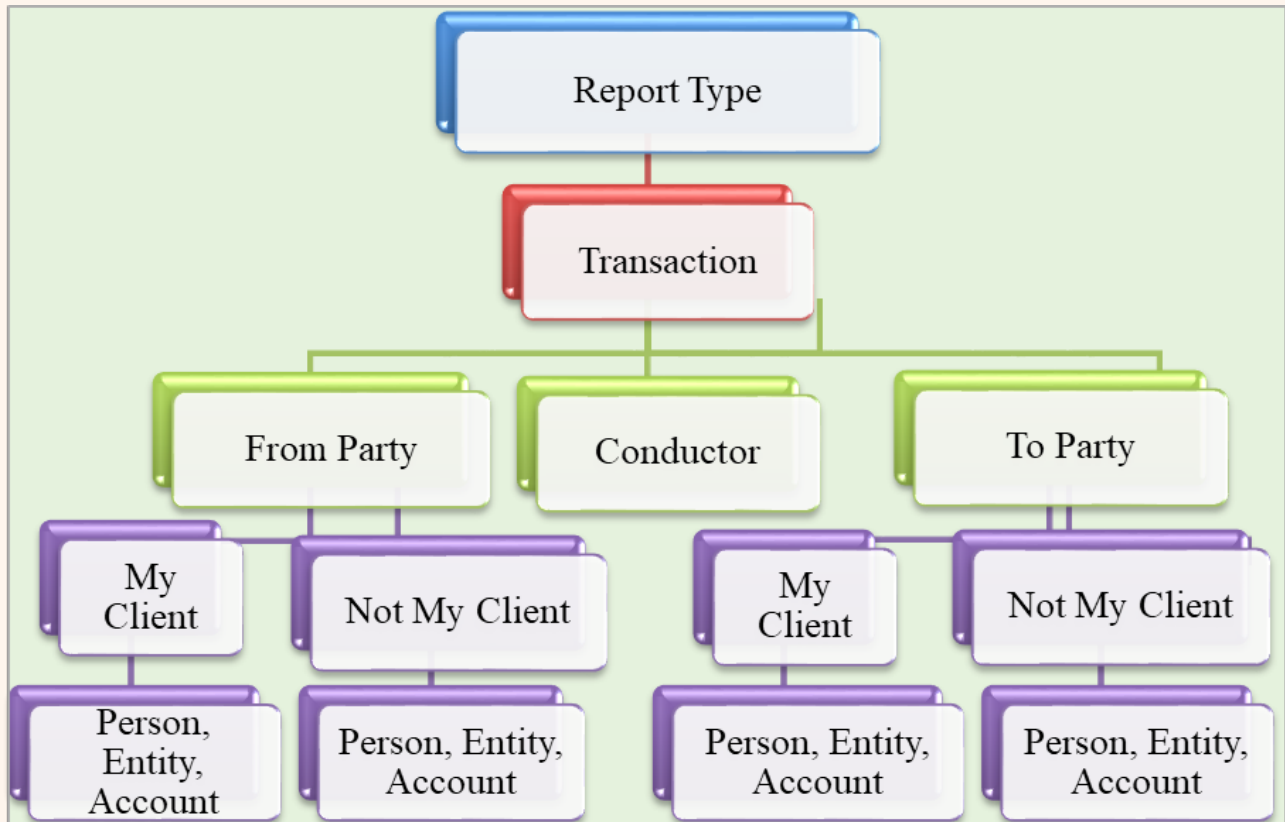 Report Type
Transaction
From Party
Conductor
To Party
My
Client
Not My Client
My
Client
Not My Client
Person,
Entity,
Account
Person, Entity,
Account
Person, Entity,
Account
Person, Entity,
Account